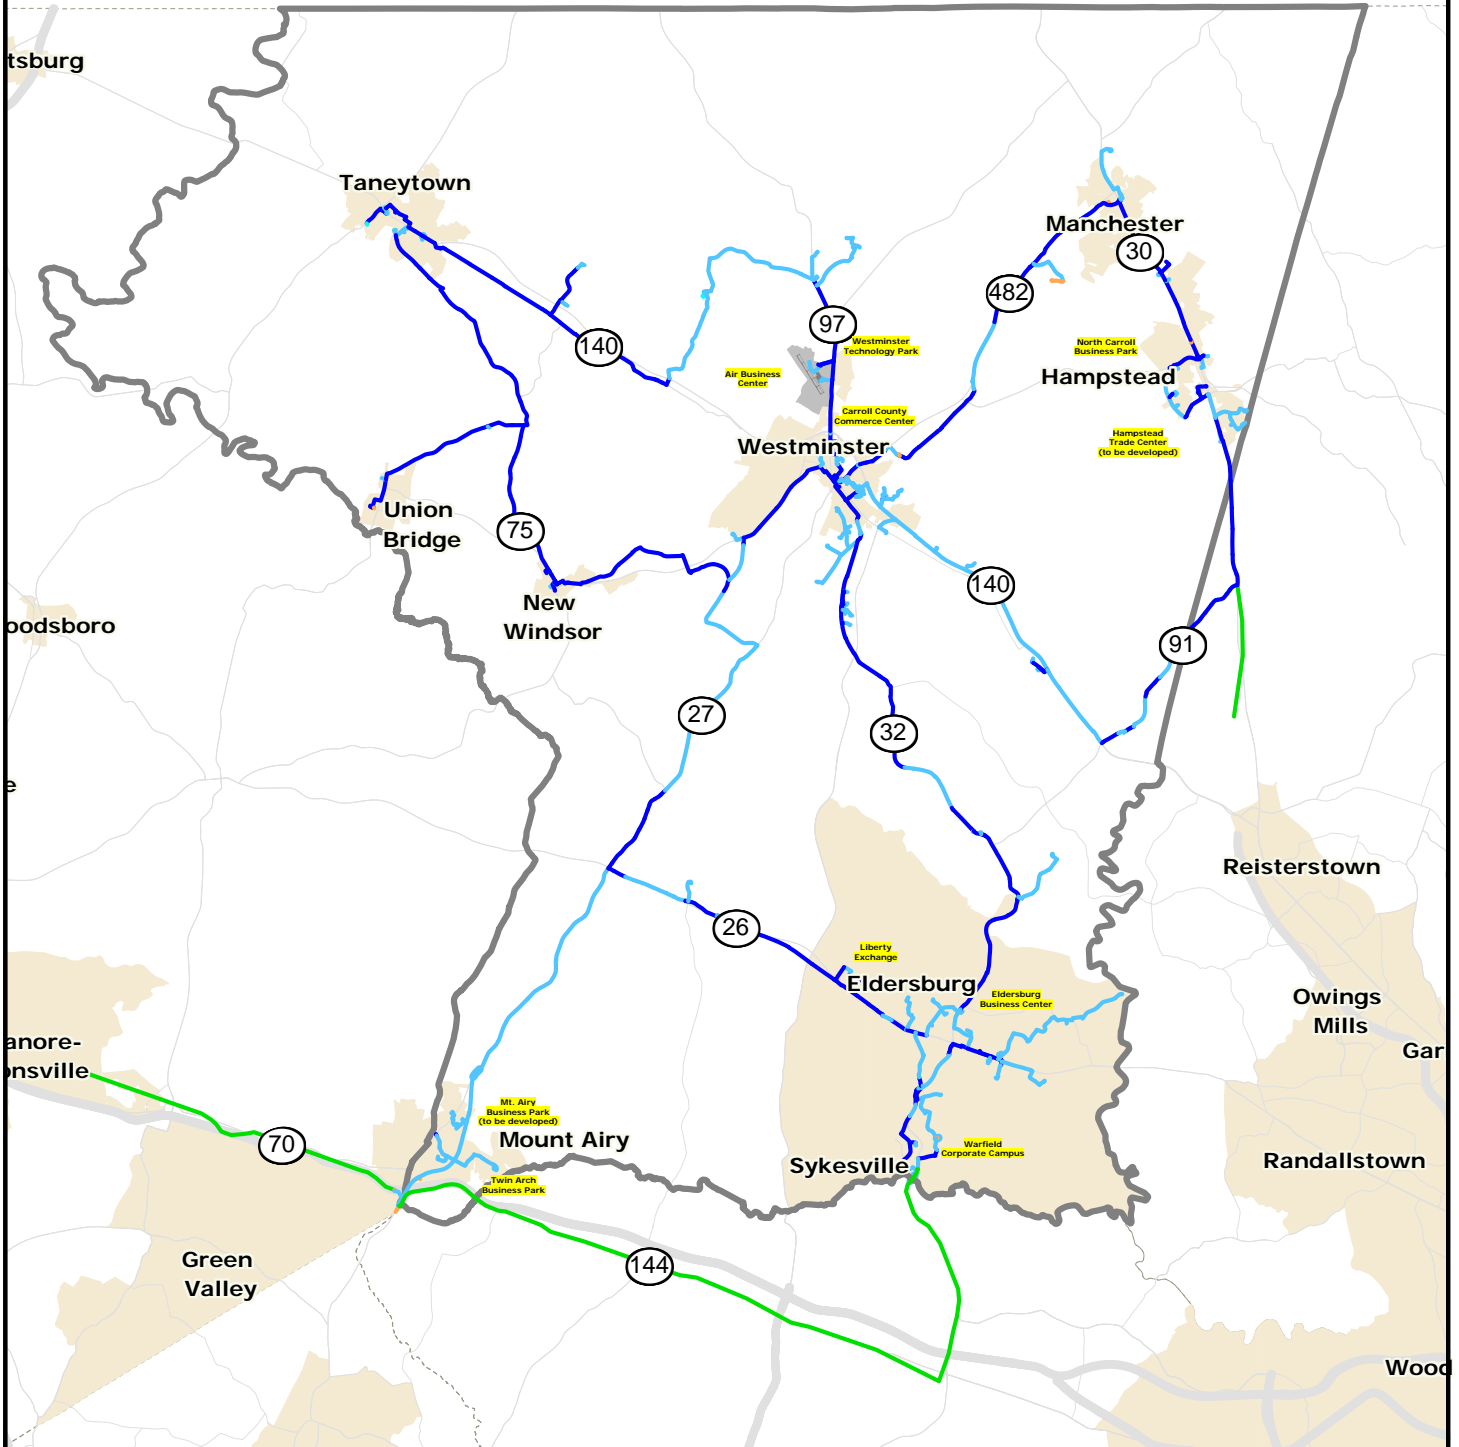 tsburg
Taneytown
Manchester
30
482
97
Westminster
Technology Park
140
North Carroll
Business Park
Air Business
Center
Hampstead
Carroll County
Commerce Center
Hampstead
Trade Center
(to be developed)
Westminster
Union
Bridge
75
140
New
Windsor
oodsboro
91
27
32
e
Reisterstown
26
Liberty
Exchange
Eldersburg
Eldersburg
Business Center
Owings
Mills
anore-
onsville
Gar
Mt. Airy
Business Park
(to be developed)
70
Mount Airy
Warfield
Corporate Campus
Sykesville
Randallstown
Twin Arch
Business Park
Green
Valley
144
Wood